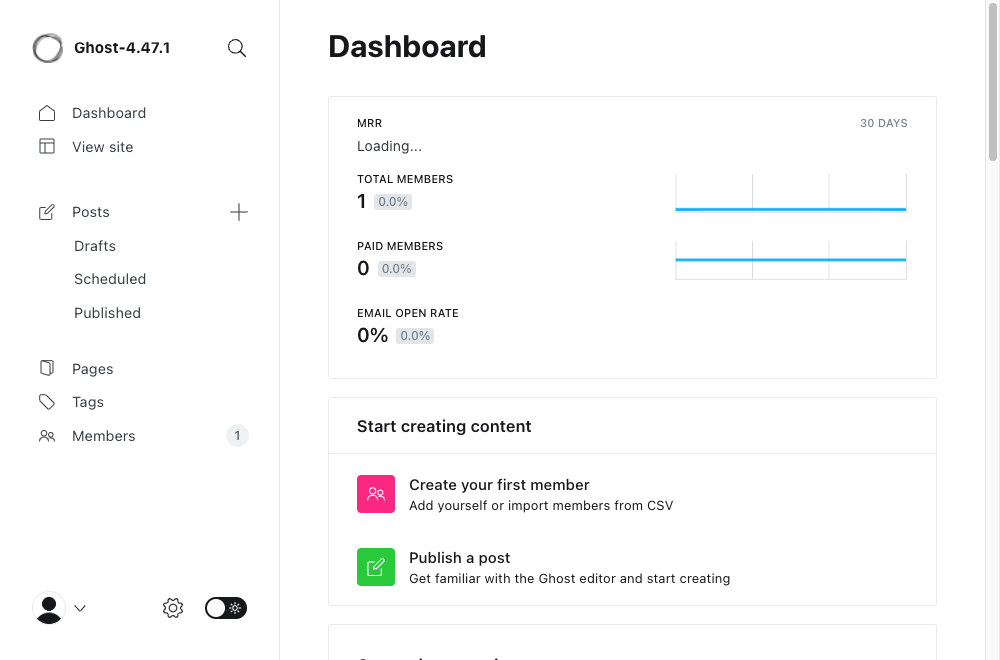 Ghost-4.47.1
Dashboard
View site
Posts
Drafts
Scheduled
Published
Pages
Tags
Members 1
Dashboard
MRR 30 DAYS
Loading...
TOTAL MEMBERS
1 0.0%
PAID MEMBERS
0 0.0%
EMAIL OPEN RATE
0% 0.0%
Start creating content
Create your first member
Add yourself or import members from CSV
Publish a post
Get familiar with the Ghost editor and start creating